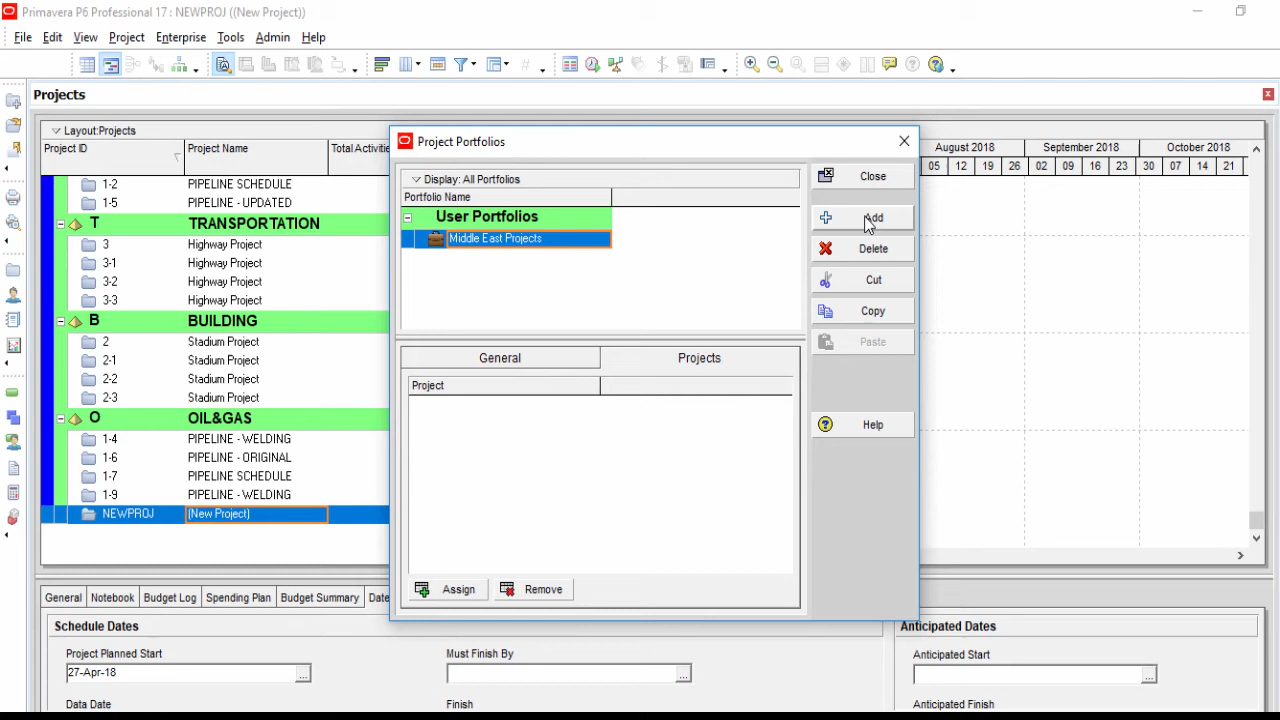 Primavera P6 Professional 17 : NEWPROJ ((New Project))
File Edit View Project Enterprise Tools Admin Help
Projects
Layout:Projects
Project ID Project Name Total Activitie
August 2018 September 2018 October 2018
05 12 19 26 02 09 16 23 30 07 14 21
1-2 PIPELINE SCHEDULE
1-5 PIPELINE - UPDATED
T TRANSPORTATION
3 Highway Project
3-1 Highway Project
3-2 Highway Project
3-3 Highway Project
B BUILDING
2 Stadium Project
2-1 Stadium Project
2-2 Stadium Project
2-3 Stadium Project
O OIL&GAS
1-4 PIPELINE - WELDING
1-6 PIPELINE - ORIGINAL
1-7 PIPELINE SCHEDULE
1-9 PIPELINE - WELDING
NEWPROJ (New Project)
Project Portfolios
Display: All Portfolios
Portfolio Name
User Portfolios
Middle East Projects
General Projects
Project
Assign Remove
Close
Add
Delete
Cut
Copy
Paste
Help
General Notebook Budget Log Spending Plan Budget Summary Date
Schedule Dates Anticipated Dates
Project Planned Start Must Finish By Anticipated Start
27-Apr-18 ... ... ...
Data Date Finish Anticipated Finish